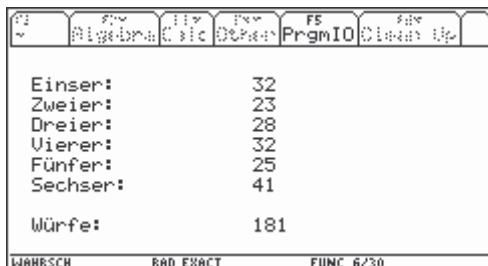 F1 F2 F3 F4 F5 F6
Algebra Calc Other PrgmIO Clean Up
Einser: 32
Zweier: 23
Dreier: 28
Vierer: 32
Fünfer: 25
Sechser: 41
Würfe: 181
WAHRSCH RAD EXACT FUNC 6/30